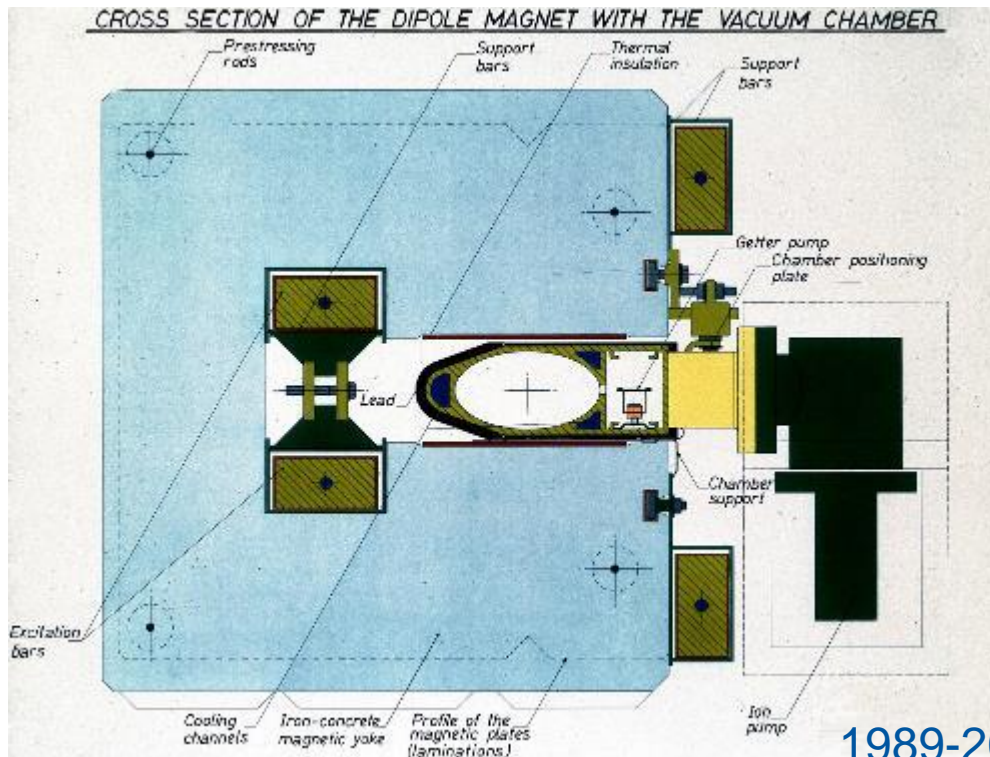 CROSS SECTION OF THE DIPOLE MAGNET WITH THE VACUUM CHAMBER
Prestressing
rods
Support
bars
Thermal
insulation
Support
bars
Getter pump
Chamber positioning
plate
Lead
Chamber
support
Excitation
bars
Cooling
channels
Iron-concrete
magnetic yoke
Profile of the
magnetic plates
(laminations)
Ion
pump
1989-20